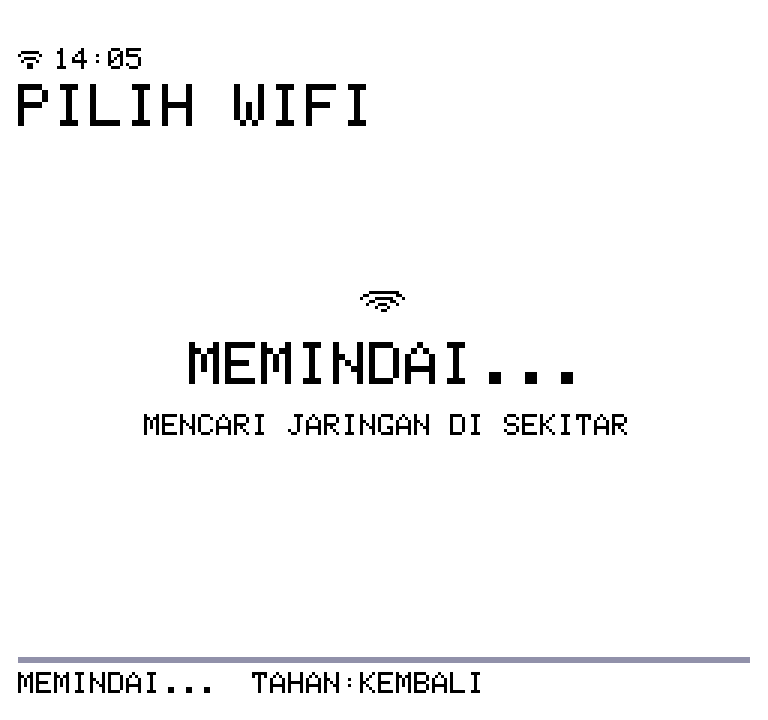 14:05
PILIH WIFI
MEMINDAI...
MENCARI JARINGAN DI SEKITAR
MEMINDAI... TAHAN:KEMBALI